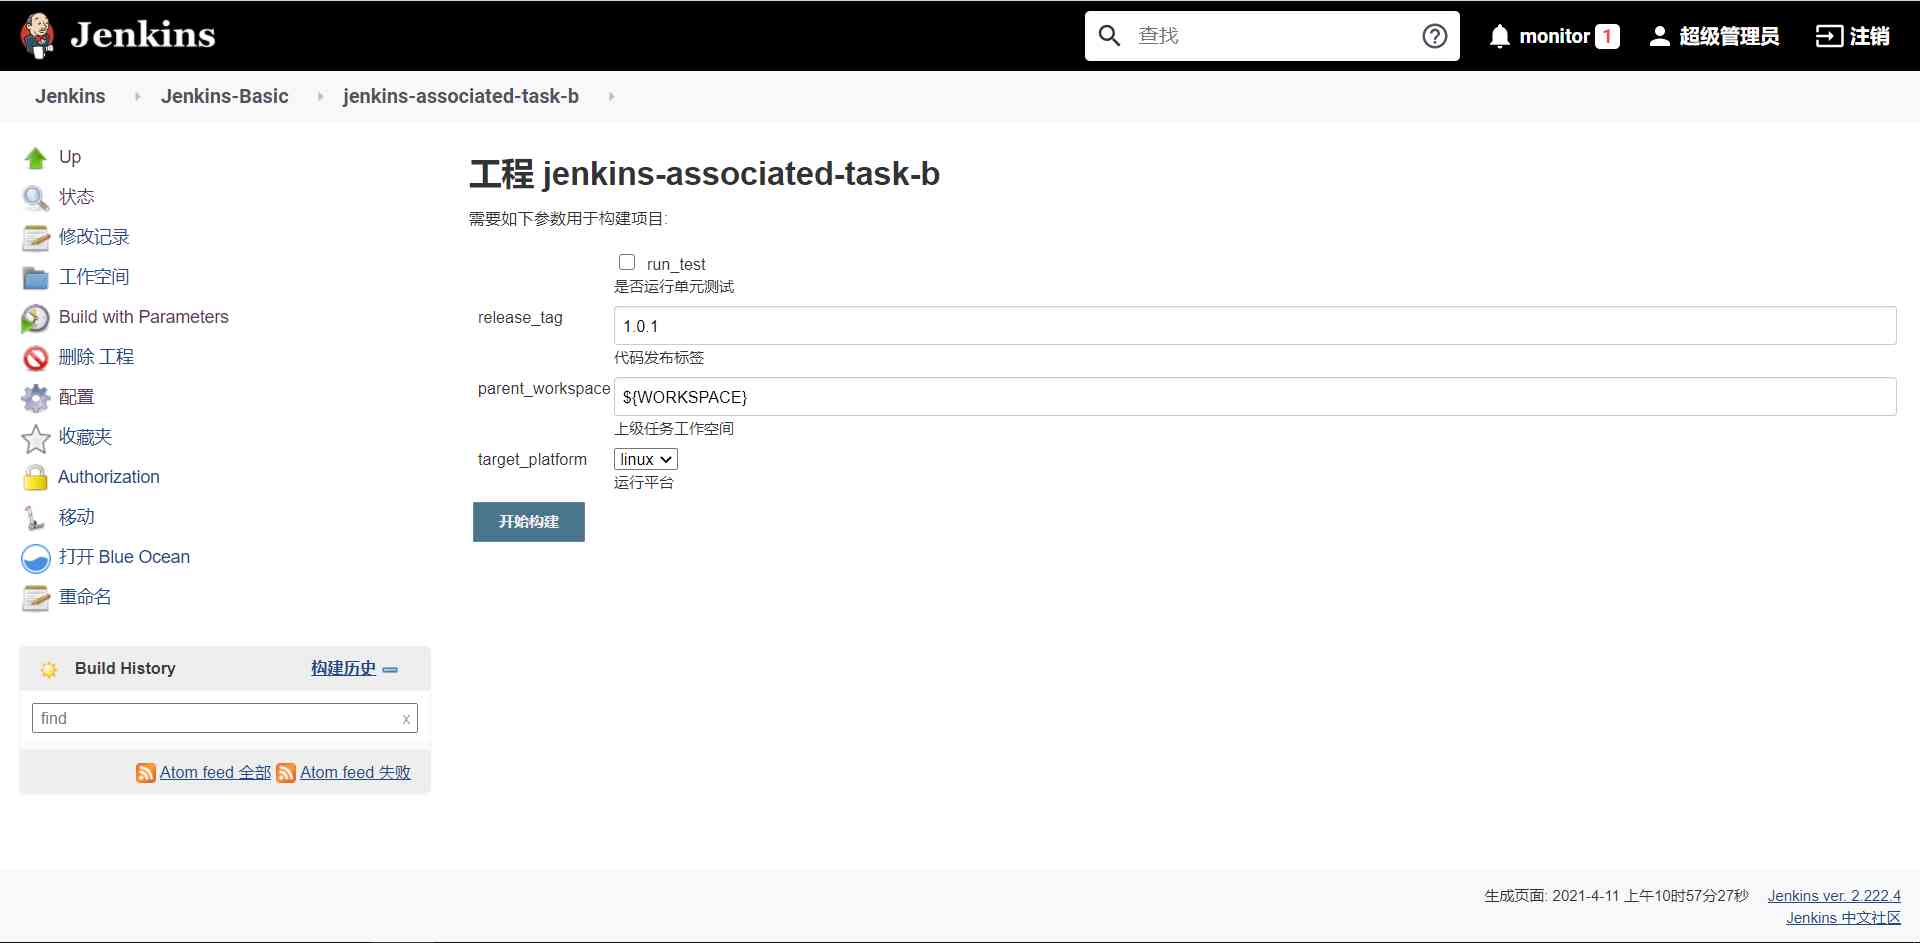 Jenkins
查找
monitor 1
超级管理员
注销
Jenkins
Jenkins-Basic
jenkins-associated-task-b
Up
状态
修改记录
工作空间
Build with Parameters
删除 工程
配置
收藏夹
Authorization
移动
打开 Blue Ocean
重命名
Build History
构建历史
find
x
Atom feed 全部
Atom feed 失败
工程 jenkins-associated-task-b
需要如下参数用于构建项目:
run_test
是否运行单元测试
release_tag
1.0.1
代码发布标签
parent_workspace
${WORKSPACE}
上级任务工作空间
target_platform
linux
运行平台
开始构建
生成页面: 2021-4-11 上午10时57分27秒
Jenkins ver. 2.222.4
Jenkins 中文社区